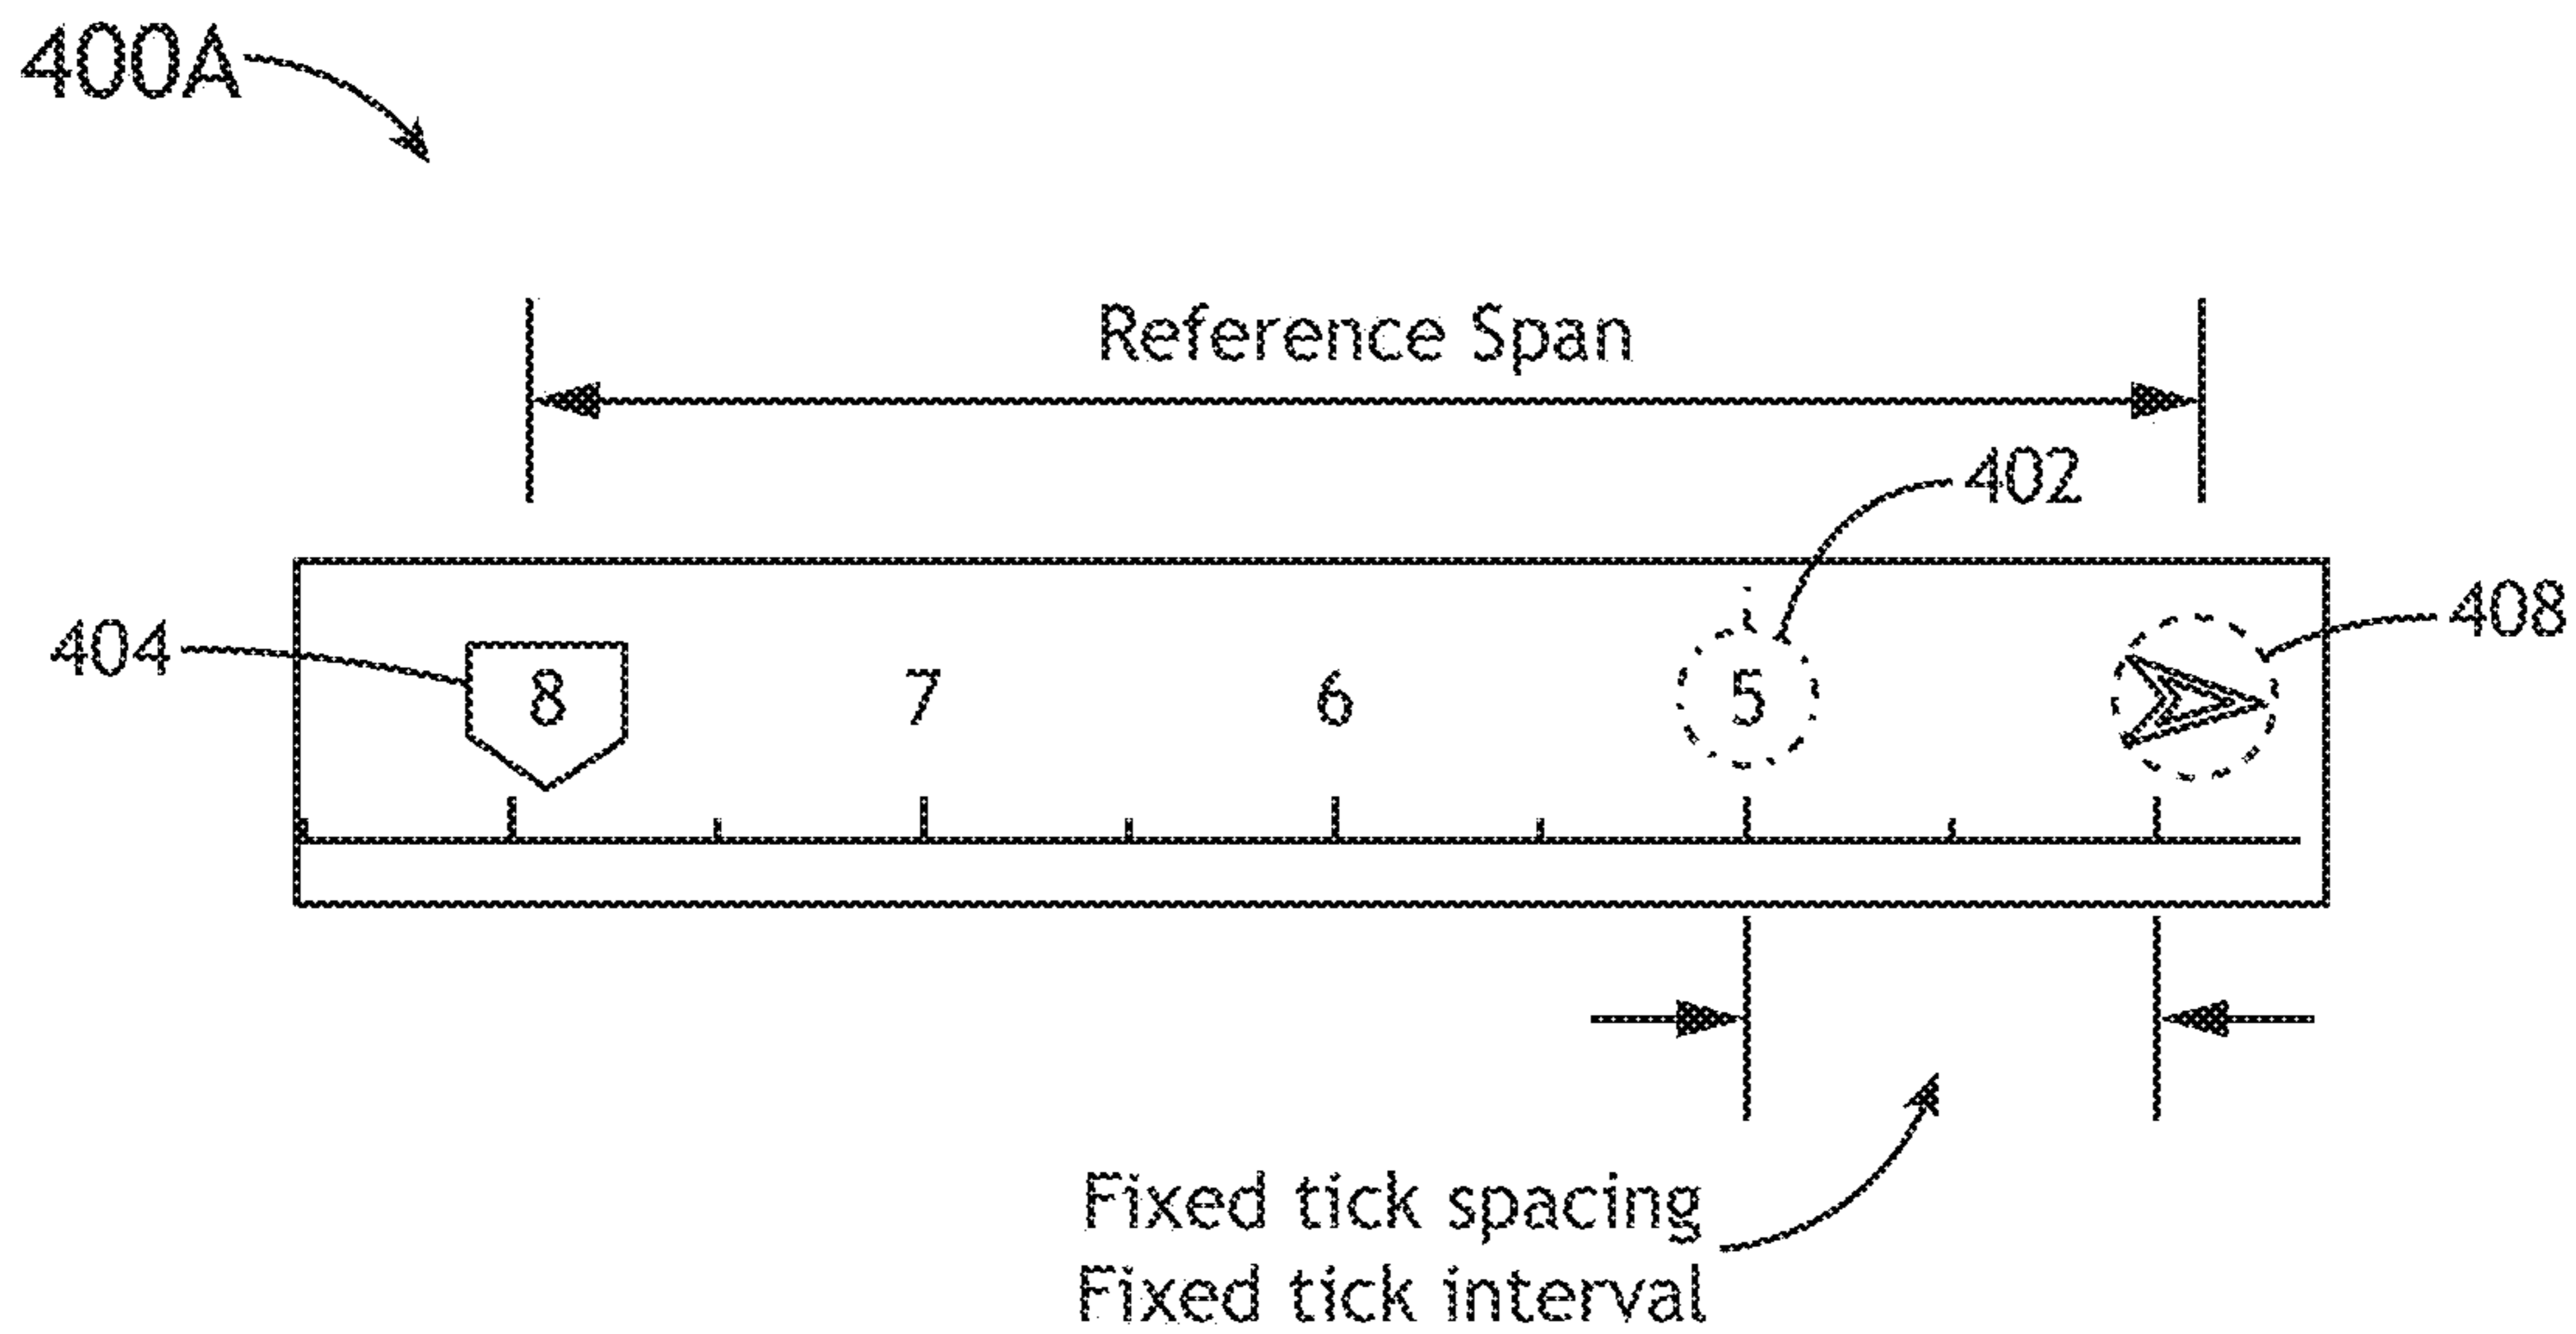 400A
Reference Span
402
404
8 7 6 5
408
Fixed tick spacing
Fixed tick interval